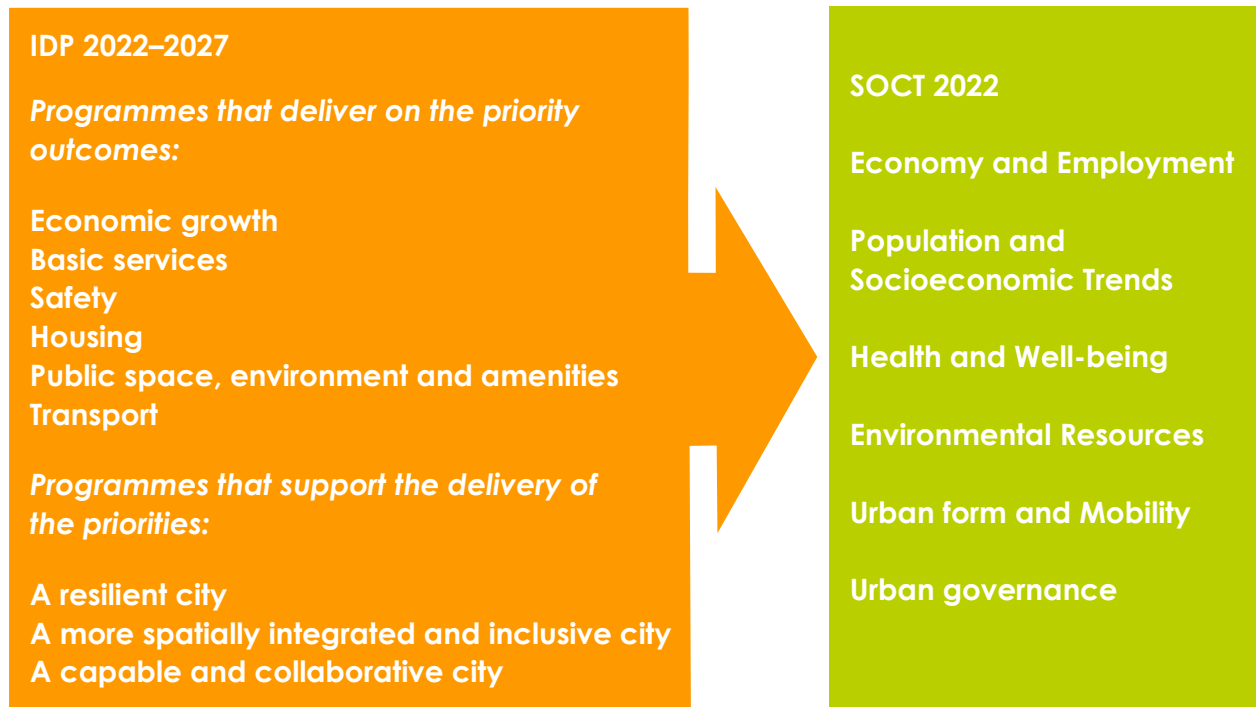 IDP 2022–2027
Programmes that deliver on the priority
outcomes:
Economic growth
Basic services
Safety
Housing
Public space, environment and amenities
Transport
Programmes that support the delivery of
the priorities:
A resilient city
A more spatially integrated and inclusive city
A capable and collaborative city
SOCT 2022
Economy and Employment
Population and
Socioeconomic Trends
Health and Well-being
Environmental Resources
Urban form and Mobility
Urban governance